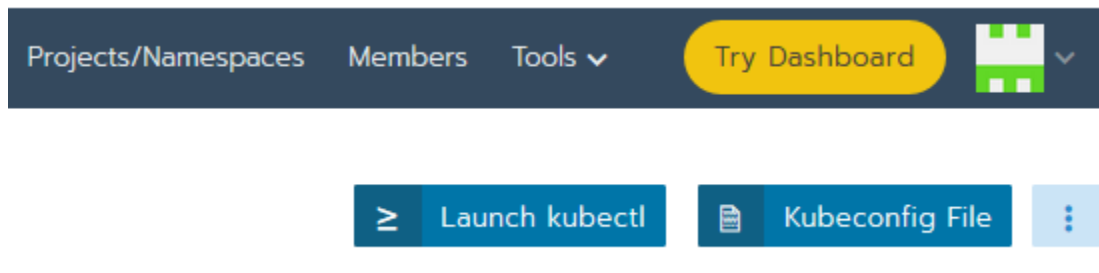 Projects/Namespaces Members Tools Try Dashboard
Launch kubectl Kubeconfig File